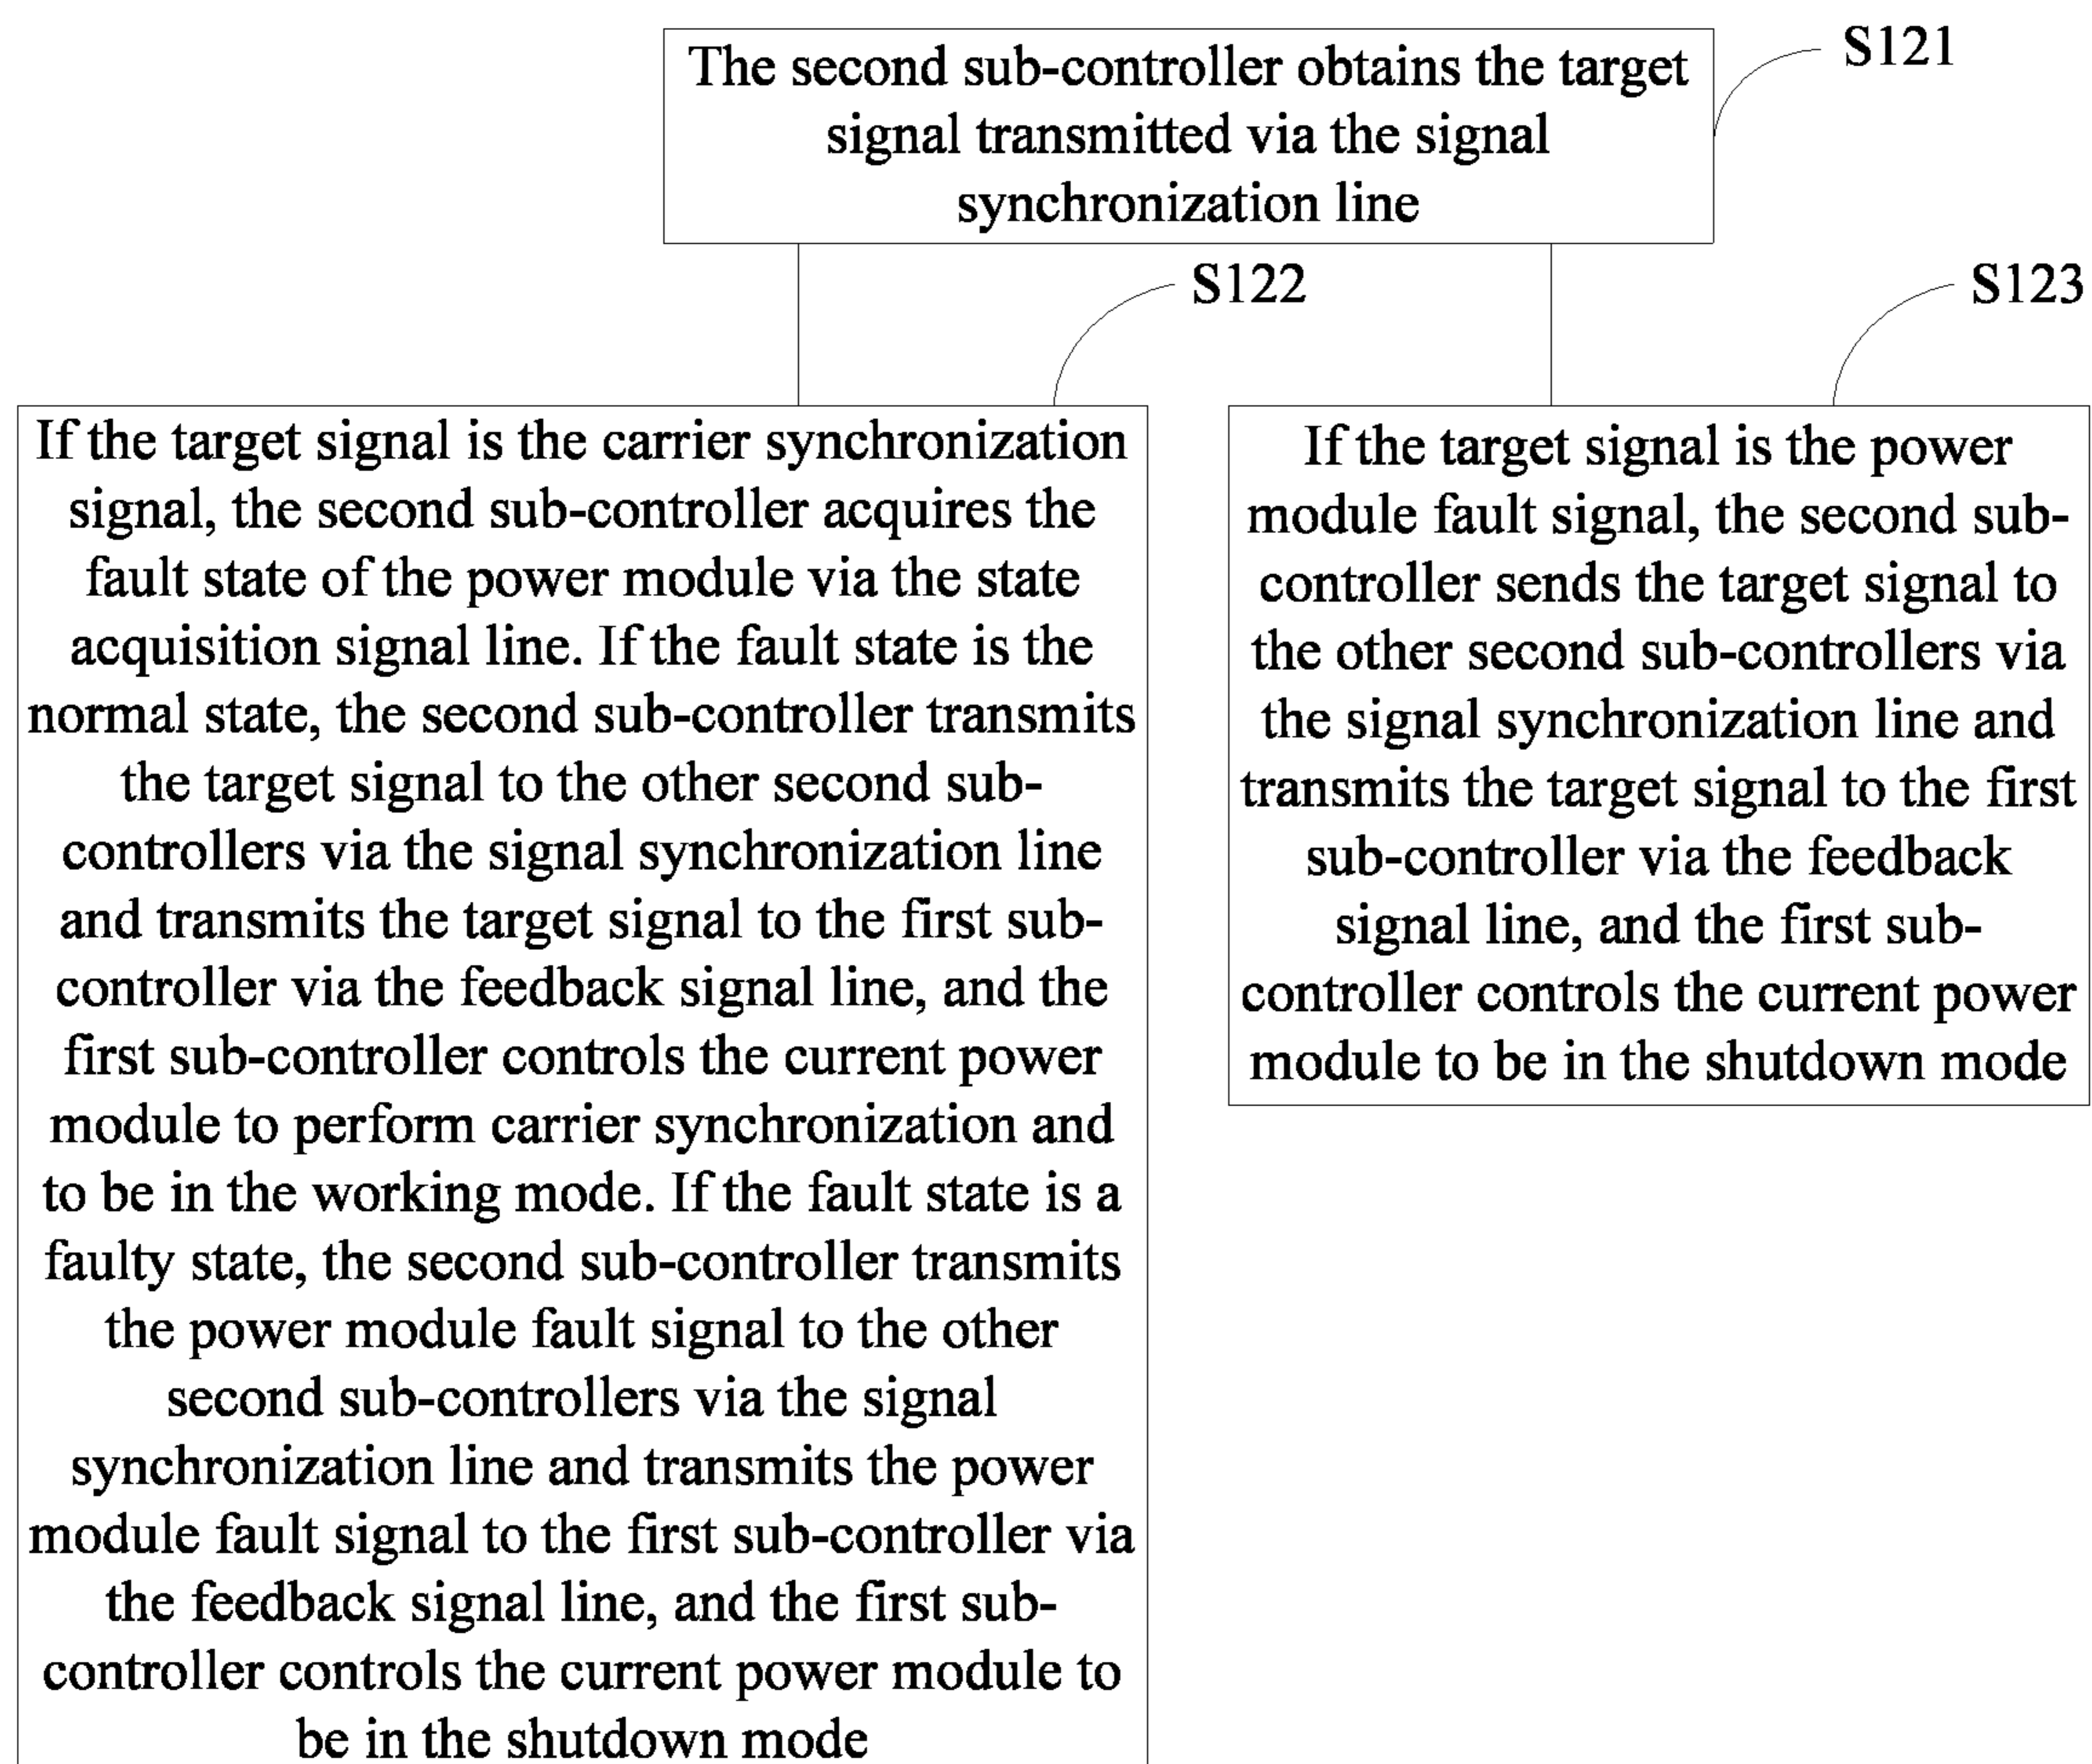 The second sub-controller obtains the target
signal transmitted via the signal
synchronization line
S121
S122
If the target signal is the carrier synchronization
signal, the second sub-controller acquires the
fault state of the power module via the state
acquisition signal line. If the fault state is the
normal state, the second sub-controller transmits
the target signal to the other second sub-
controllers via the signal synchronization line
and transmits the target signal to the first sub-
controller via the feedback signal line, and the
first sub-controller controls the current power
module to perform carrier synchronization and
to be in the working mode. If the fault state is a
faulty state, the second sub-controller transmits
the power module fault signal to the other
second sub-controllers via the signal
synchronization line and transmits the power
module fault signal to the first sub-controller via
the feedback signal line, and the first sub-
controller controls the current power module to
be in the shutdown mode
S123
If the target signal is the power
module fault signal, the second sub-
controller sends the target signal to
the other second sub-controllers via
the signal synchronization line and
transmits the target signal to the first
sub-controller via the feedback
signal line, and the first sub-
controller controls the current power
module to be in the shutdown mode